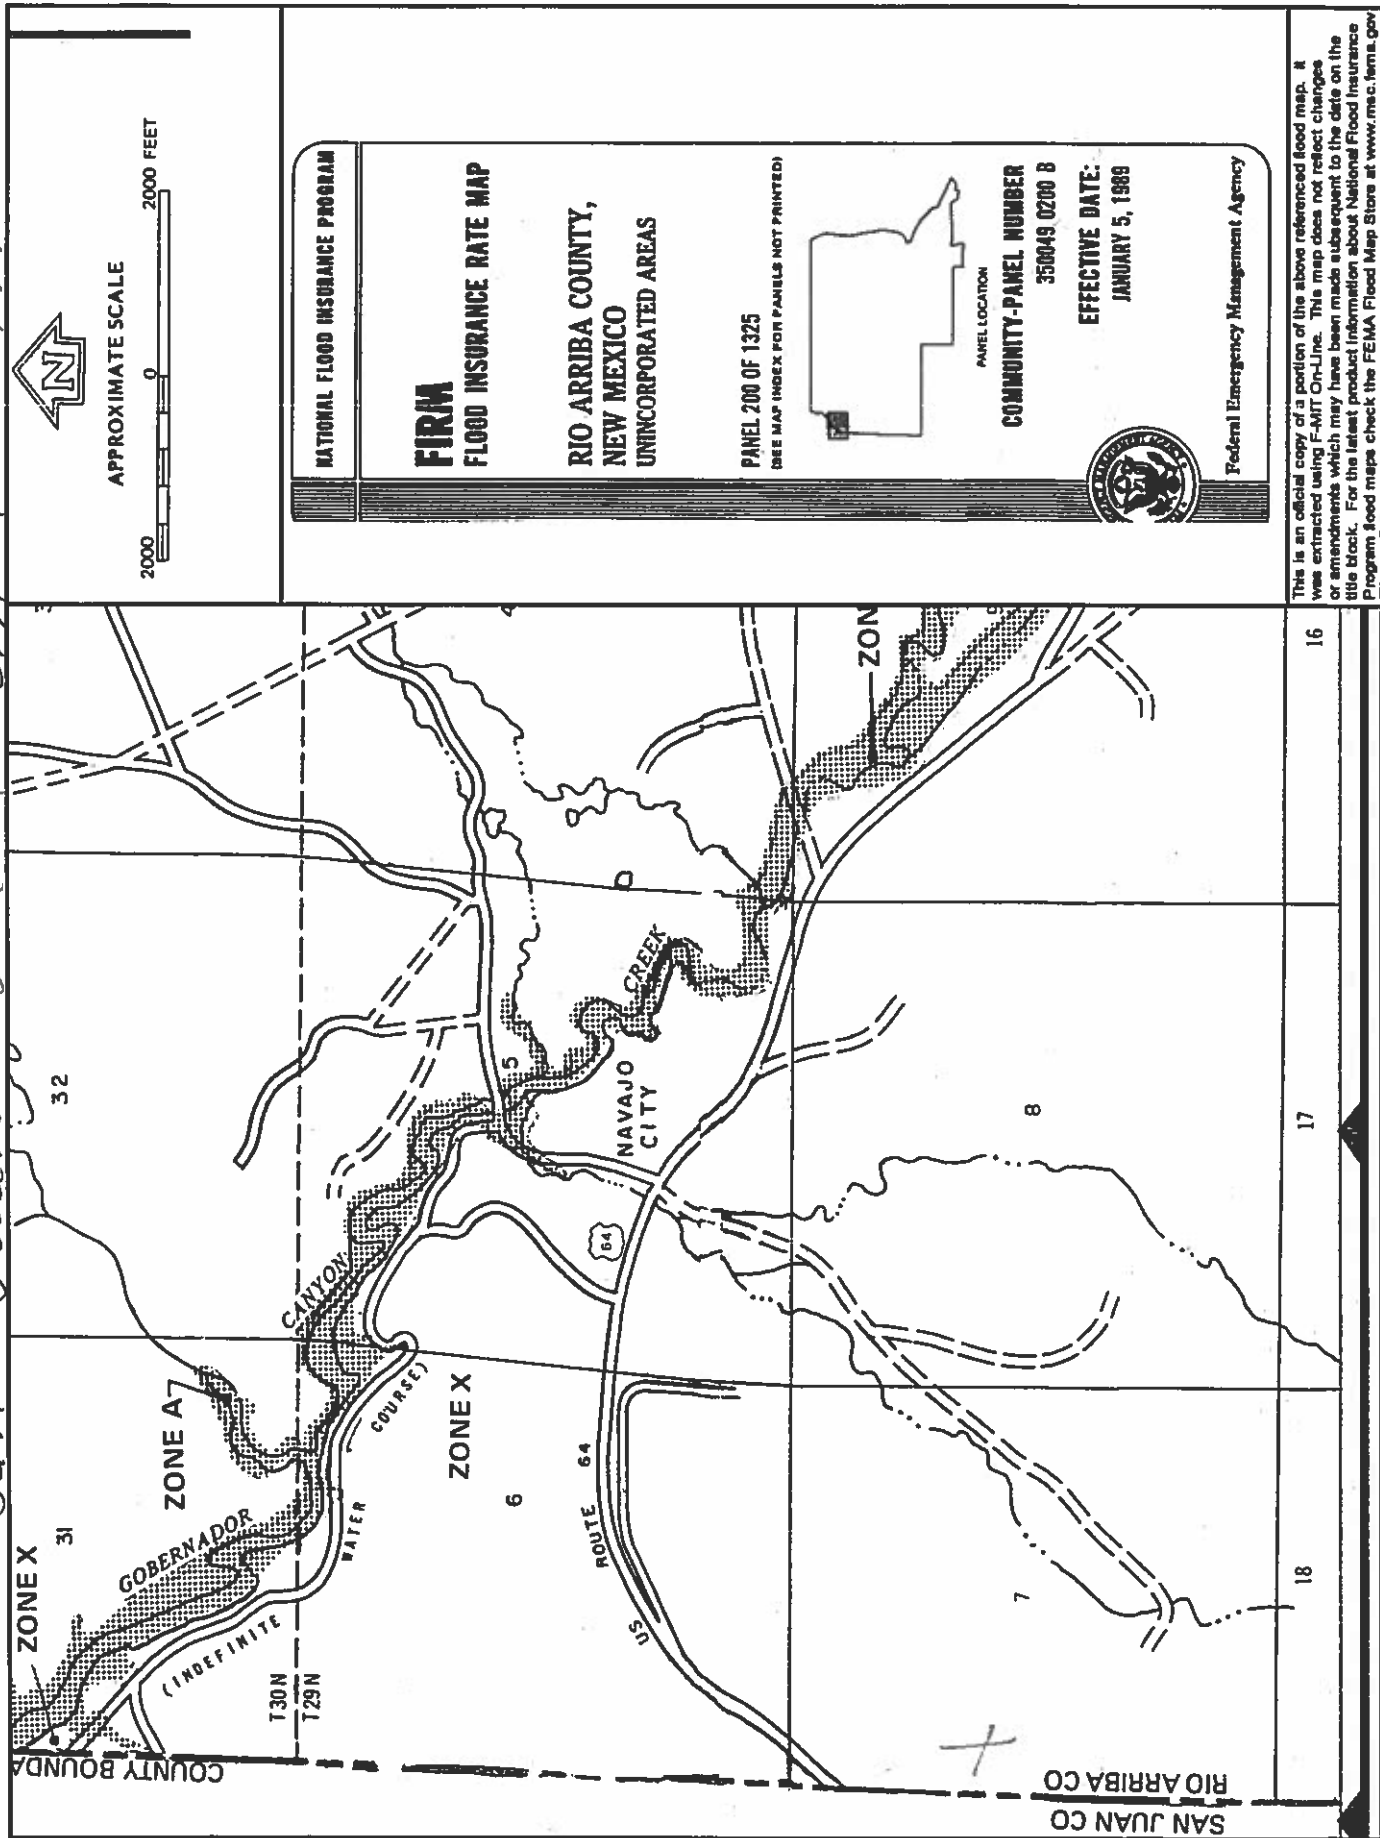 APPROXIMATE SCALE
2000 0 2000 FEET
N
NATIONAL FLOOD INSURANCE PROGRAM
FIRM
FLOOD INSURANCE RATE MAP
RIO ARRIBA COUNTY,
NEW MEXICO
UNINCORPORATED AREAS
PANEL 200 OF 1325
(SEE MAP INDEX FOR PANELS NOT PRINTED)
PANEL LOCATION
COMMUNITY-PANEL NUMBER
350049 0200 B
EFFECTIVE DATE:
JANUARY 5, 1989
Federal Emergency Management Agency
This is an official copy of a portion of the above referenced flood map. It
was extracted using F-MIT On-Line. This map does not reflect changes
or amendments which may have been made subsequent to the date on the
title block. For the latest product information about National Flood Insurance
Program flood maps check the FEMA Flood Map Store at www.msc.fema.gov
ZONE X
31
32
ZONE A
GOBERNADOR
CANYON
CREEK
(INDEFINITE
WATER
COURSE)
T30N
T29N
ZONE X
6
5
NAVAJO
CITY
64
US ROUTE 64
ZON
7
8
18
17
16
COUNTY BOUNDA
RIO ARRIBA CO
SAN JUAN CO